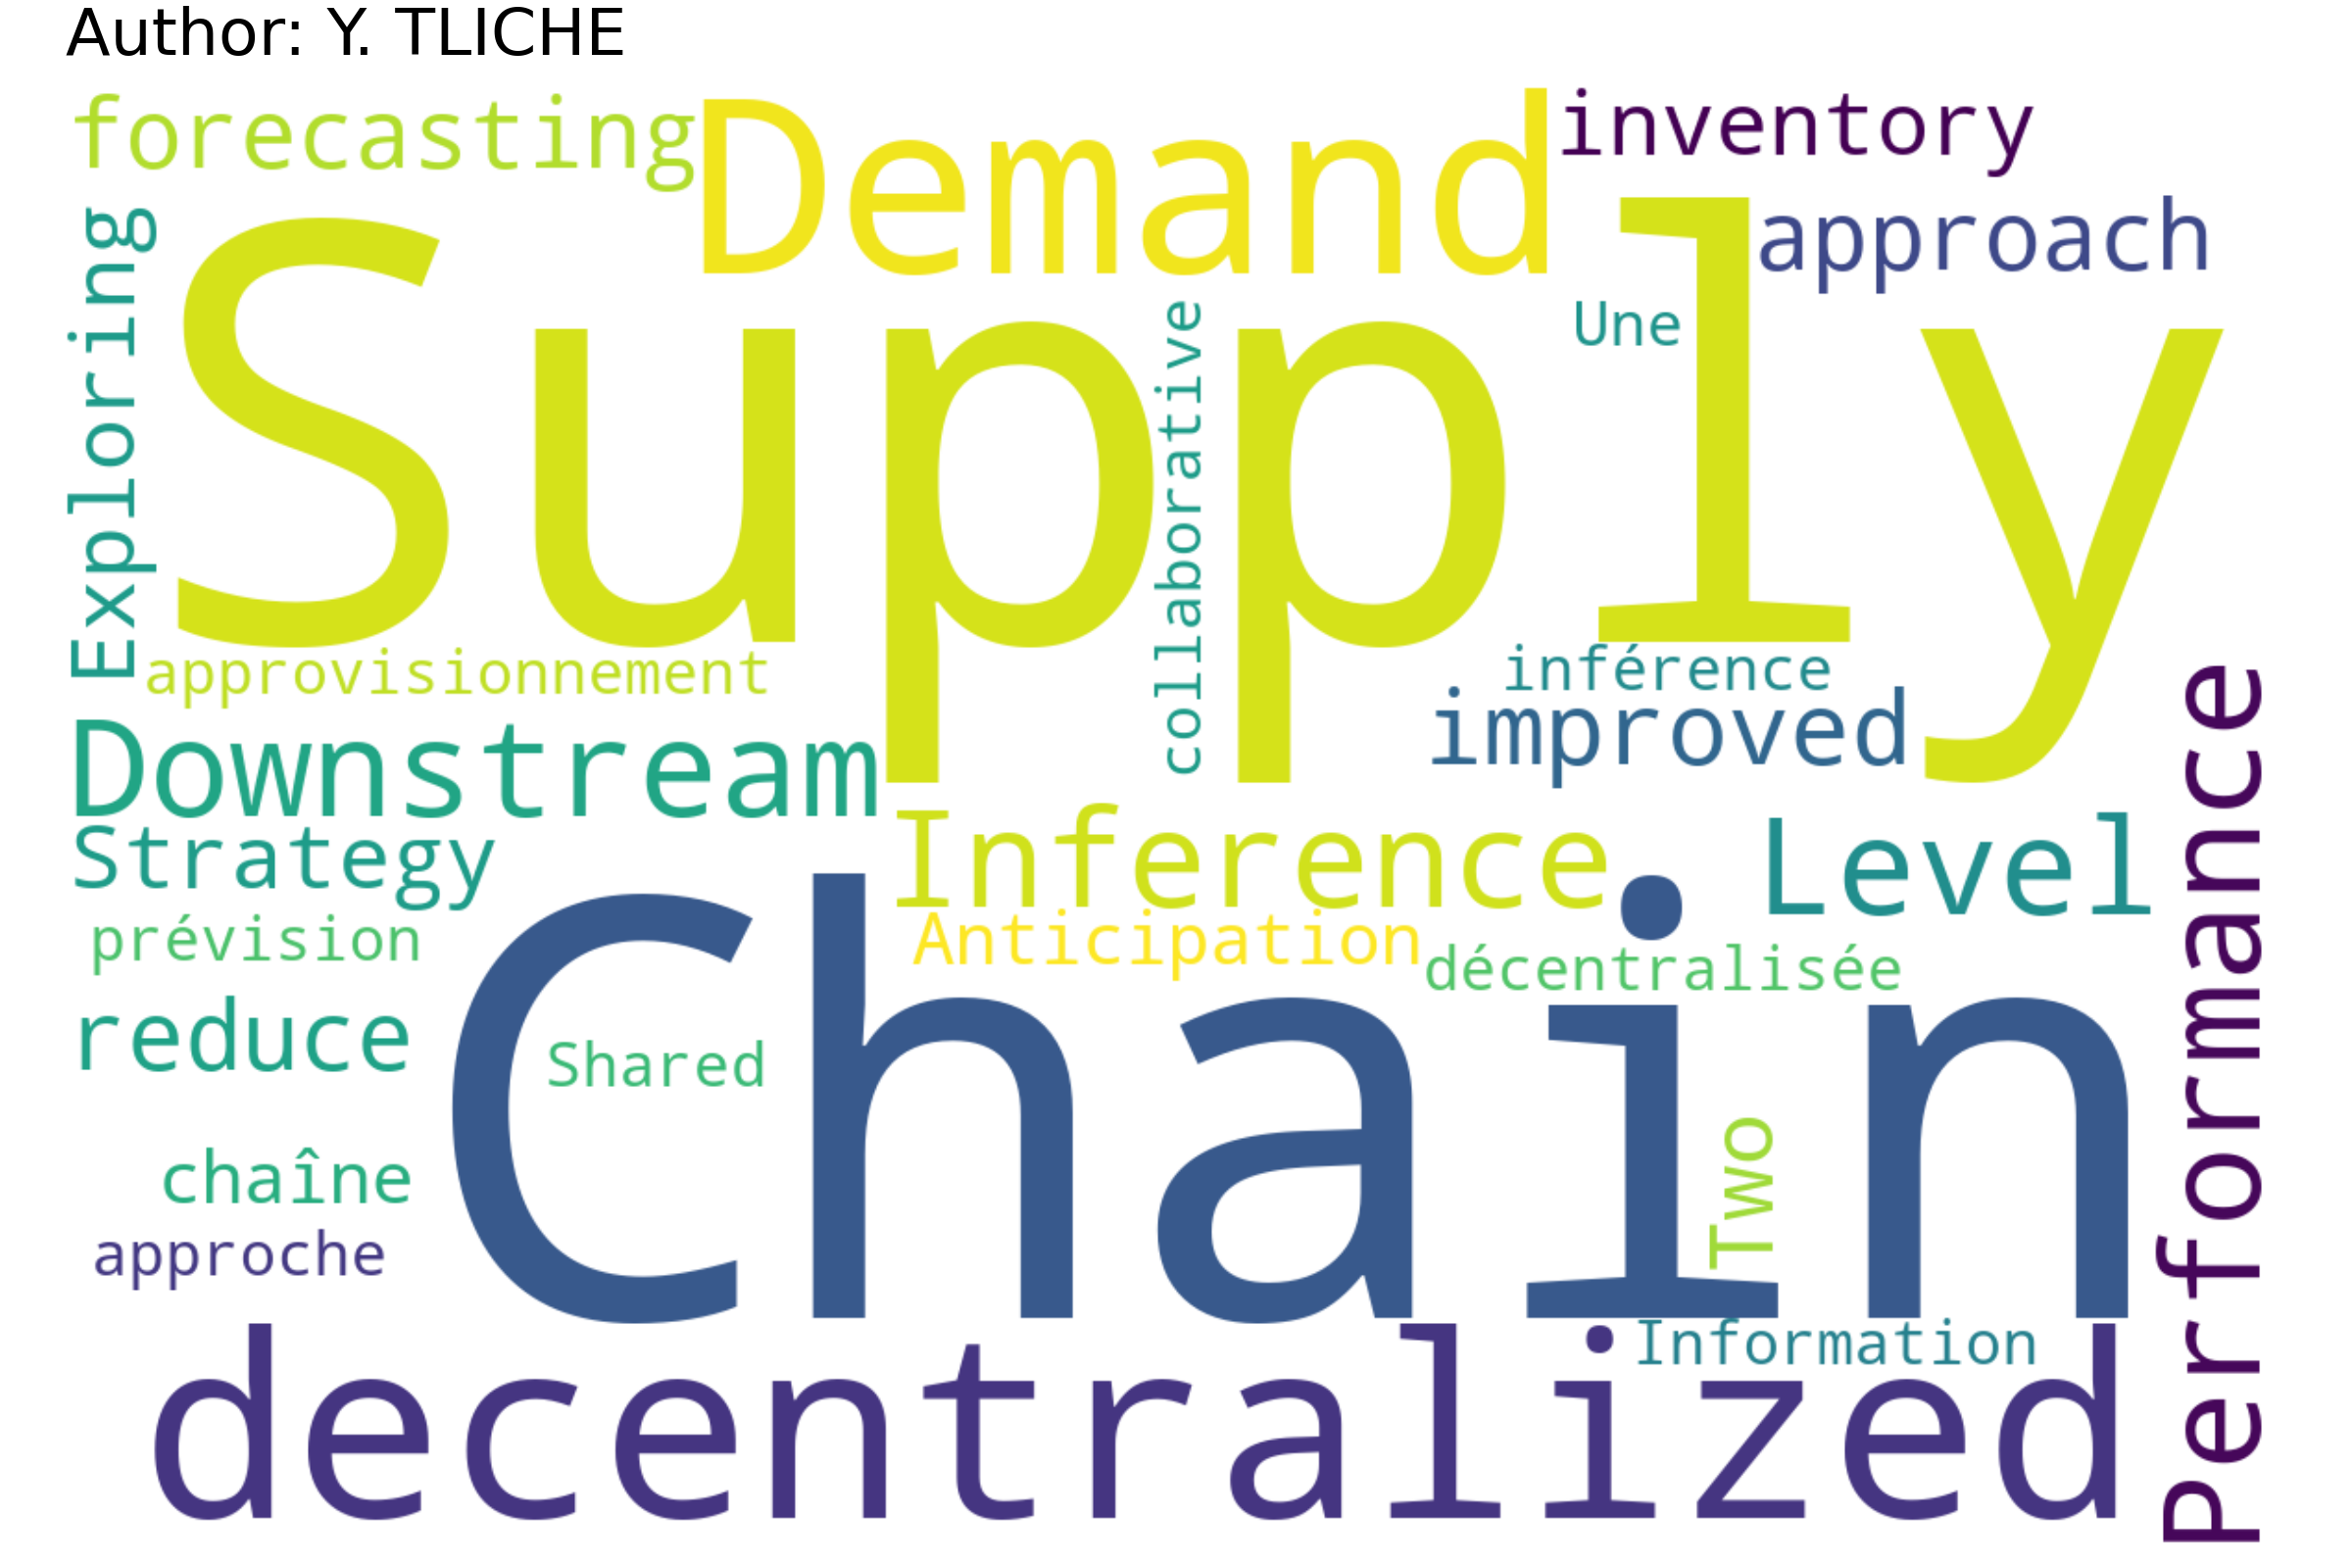 Author: Y. TLICHE
forecasting
Demand
inventory
approach
Exploring
Supply
Une
collaborative
approvisionnement
inférence
improved
Downstream
Performance
Inference
Level
Strategy
Anticipation
prévision
décentralisée
Chain
reduce
Shared
Two
chaîne
approche
Information
decentralized